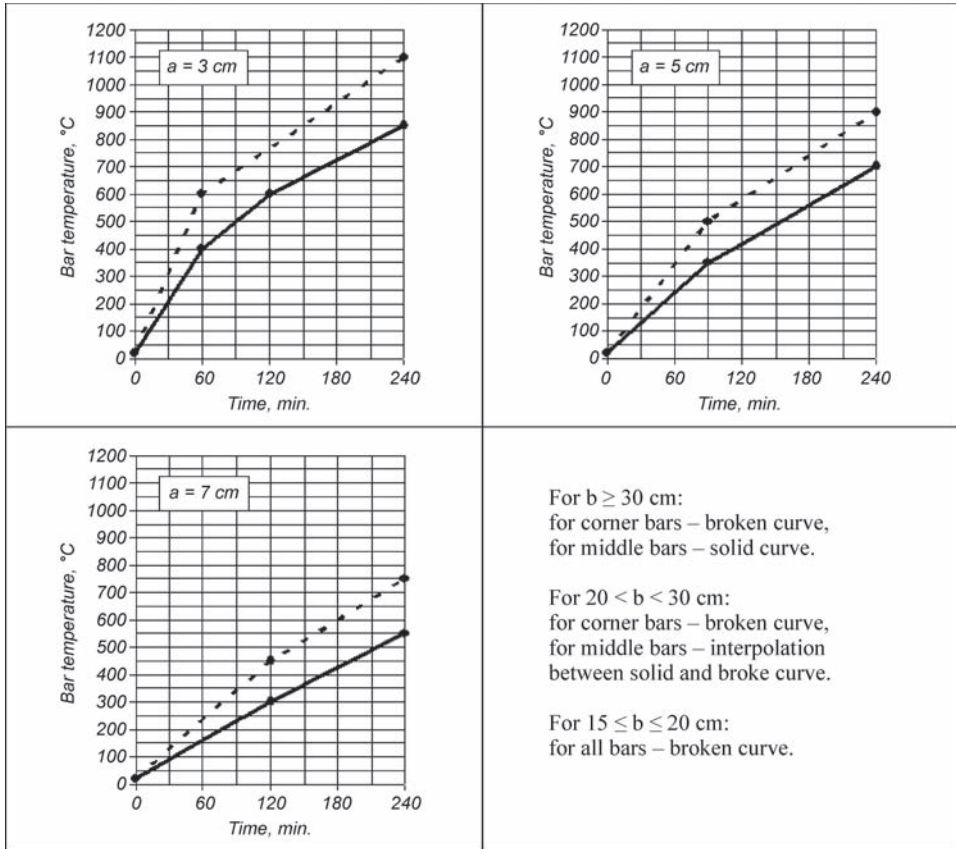 1200
1100
1000
900
800
700
600
500
400
300
200
100
0
Bar temperature, °C
a = 3 cm
0 60 120 180 240
Time, min.
1200
1100
1000
900
800
700
600
500
400
300
200
100
0
Bar temperature, °C
a = 5 cm
0 60 120 180 240
Time, min.
1200
1100
1000
900
800
700
600
500
400
300
200
100
0
Bar temperature, °C
a = 7 cm
0 60 120 180 240
Time, min.
For b ≥ 30 cm:
for corner bars – broken curve,
for middle bars – solid curve.
For 20 < b < 30 cm:
for corner bars – broken curve,
for middle bars – interpolation
between solid and broke curve.
For 15 ≤ b ≤ 20 cm:
for all bars – broken curve.